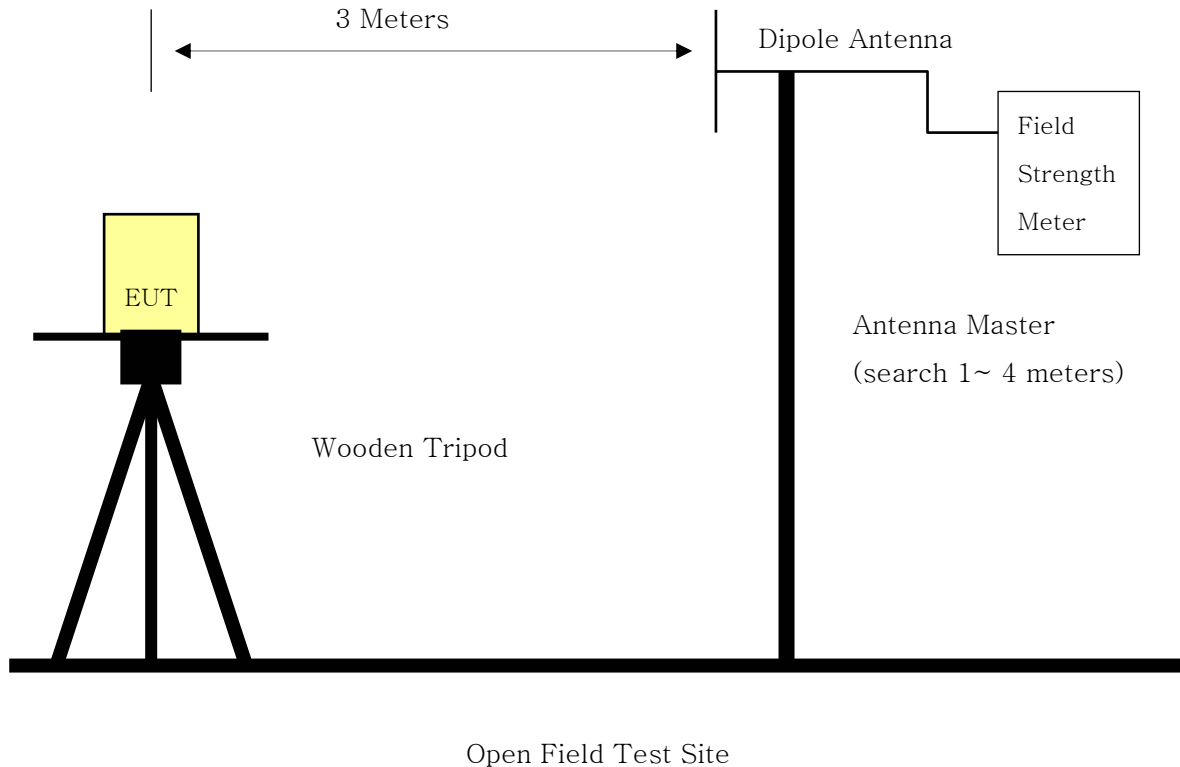 3 Meters
Dipole Antenna
Field
Strength
Meter
EUT
Antenna Master
(search 1~ 4 meters)
Wooden Tripod
Open Field Test Site